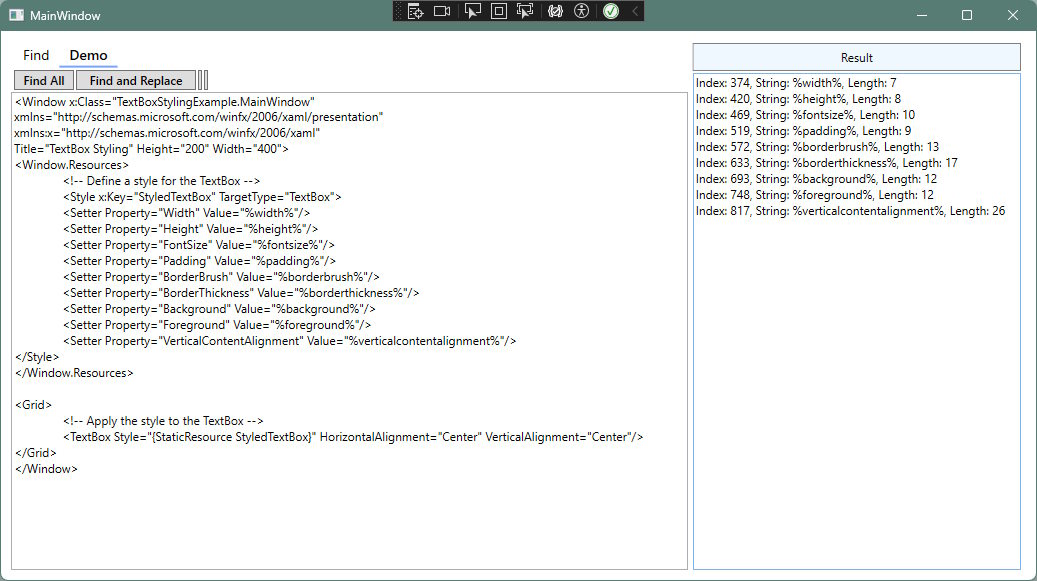 MainWindow
Find Demo
Find All Find and Replace
<Window x:Class="TextBoxStylingExample.MainWindow"
xmlns="http://schemas.microsoft.com/winfx/2006/xaml/presentation"
xmlns:x="http://schemas.microsoft.com/winfx/2006/xaml"
Title="TextBox Styling" Height="200" Width="400">
<Window.Resources>
<!-- Define a style for the TextBox -->
<Style x:Key="StyledTextBox" TargetType="TextBox">
<Setter Property="Width" Value="%width%"/>
<Setter Property="Height" Value="%height%"/>
<Setter Property="FontSize" Value="%fontsize%"/>
<Setter Property="Padding" Value="%padding%"/>
<Setter Property="BorderBrush" Value="%borderbrush%"/>
<Setter Property="BorderThickness" Value="%borderthickness%"/>
<Setter Property="Background" Value="%background%"/>
<Setter Property="Foreground" Value="%foreground%"/>
<Setter Property="VerticalContentAlignment" Value="%verticalcontentalignment%"/>
</Style>
</Window.Resources>
<Grid>
<!-- Apply the style to the TextBox -->
<TextBox Style="{StaticResource StyledTextBox}" HorizontalAlignment="Center" VerticalAlignment="Center"/>
</Grid>
</Window>
Result
Index: 374, String: %width%, Length: 7
Index: 420, String: %height%, Length: 8
Index: 469, String: %fontsize%, Length: 10
Index: 519, String: %padding%, Length: 9
Index: 572, String: %borderbrush%, Length: 13
Index: 633, String: %borderthickness%, Length: 17
Index: 693, String: %background%, Length: 12
Index: 748, String: %foreground%, Length: 12
Index: 817, String: %verticalcontentalignment%, Length: 26